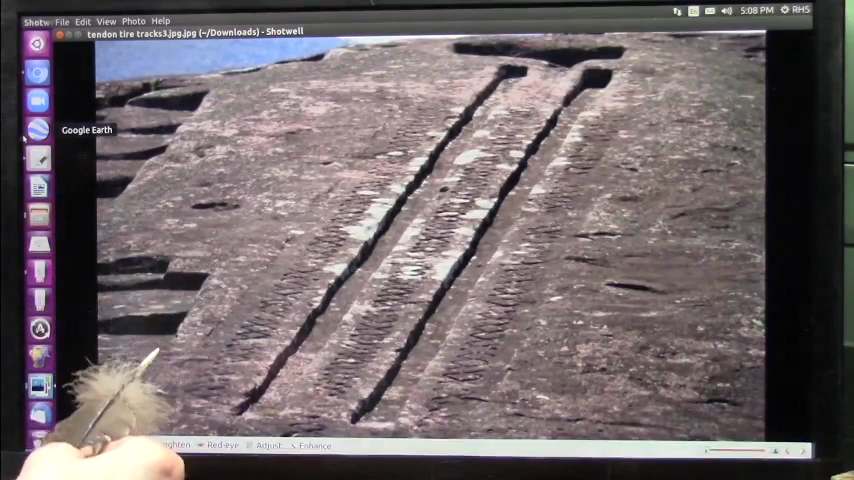 Shotw File Edit View Photo Help
En
5:08 PM RHS
tendon tire tracks3.jpg.jpg (~/Downloads) - Shotwell
Google Earth
Red-eye Adjust Enhance